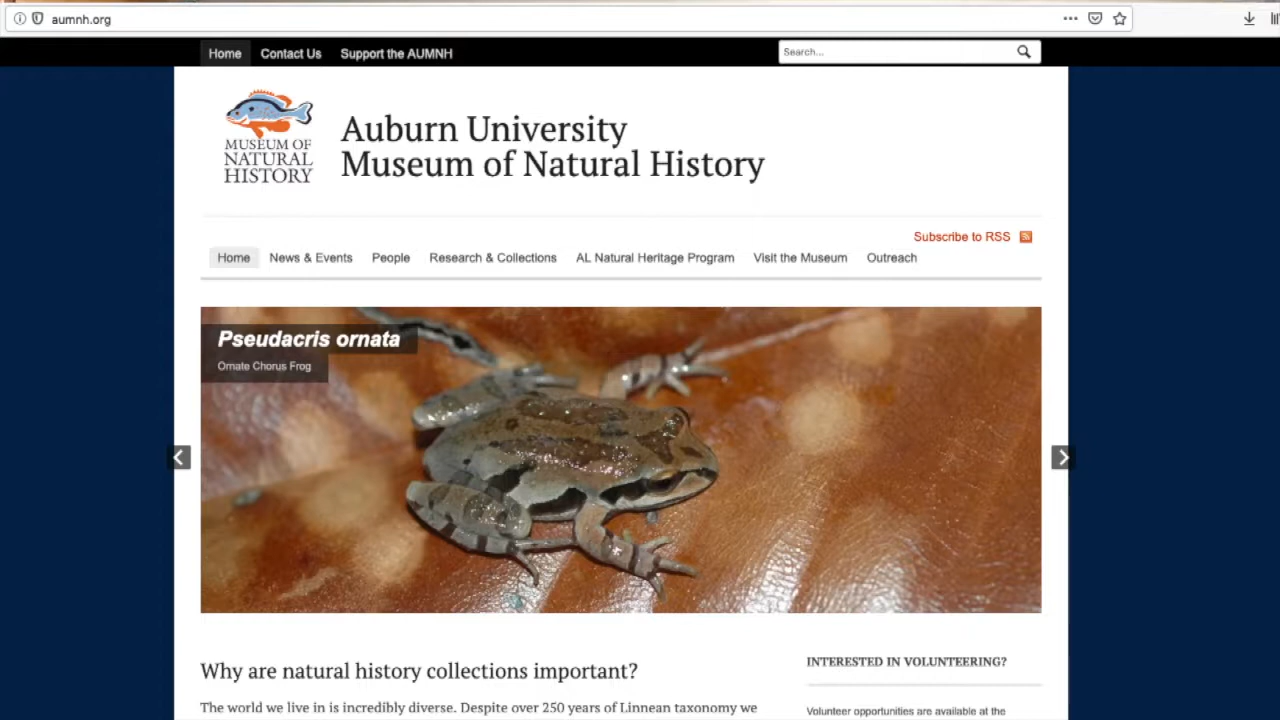 aumnh.org
Home Contact Us Support the AUMNH
Search...
MUSEUM OF
NATURAL
HISTORY
Auburn University
Museum of Natural History
Subscribe to RSS
Home News & Events People Research & Collections AL Natural Heritage Program Visit the Museum Outreach
Pseudacris ornata
Ornate Chorus Frog
Why are natural history collections important?
The world we live in is incredibly diverse. Despite over 250 years of Linnean taxonomy we
INTERESTED IN VOLUNTEERING?
Volunteer opportunities are available at the